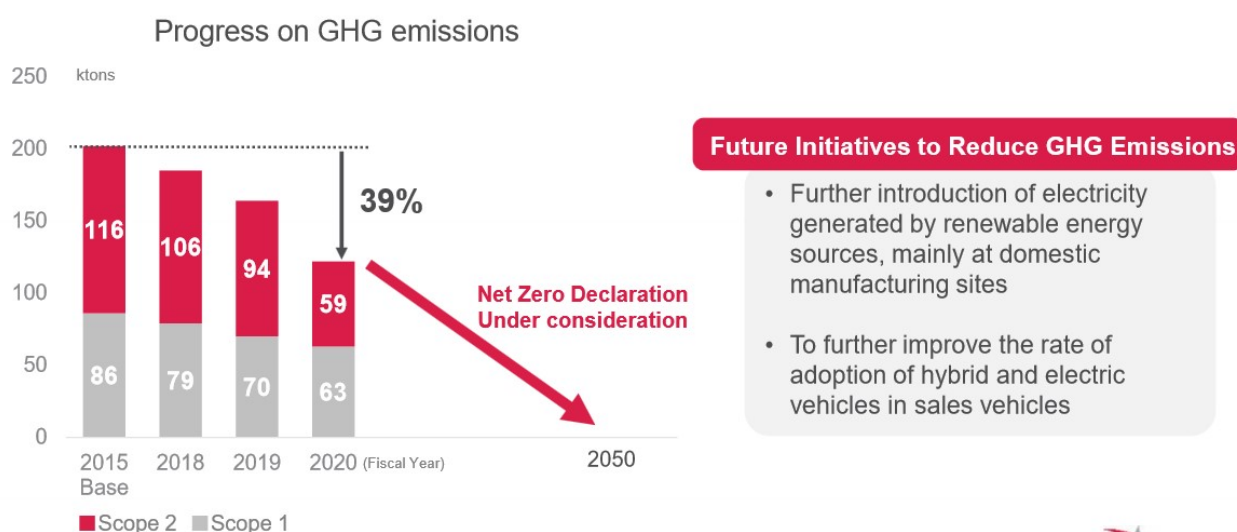 Progress on GHG emissions
250 ktons
200
150
100
50
0
39%
116
106
94
59
86
79
70
63
Net Zero Declaration
Under consideration
2015 2018 2019 2020 (Fiscal Year) 2050
Base
Scope 2 Scope 1
Future Initiatives to Reduce GHG Emissions
• Further introduction of electricity
generated by renewable energy
sources, mainly at domestic
manufacturing sites
• To further improve the rate of
adoption of hybrid and electric
vehicles in sales vehicles